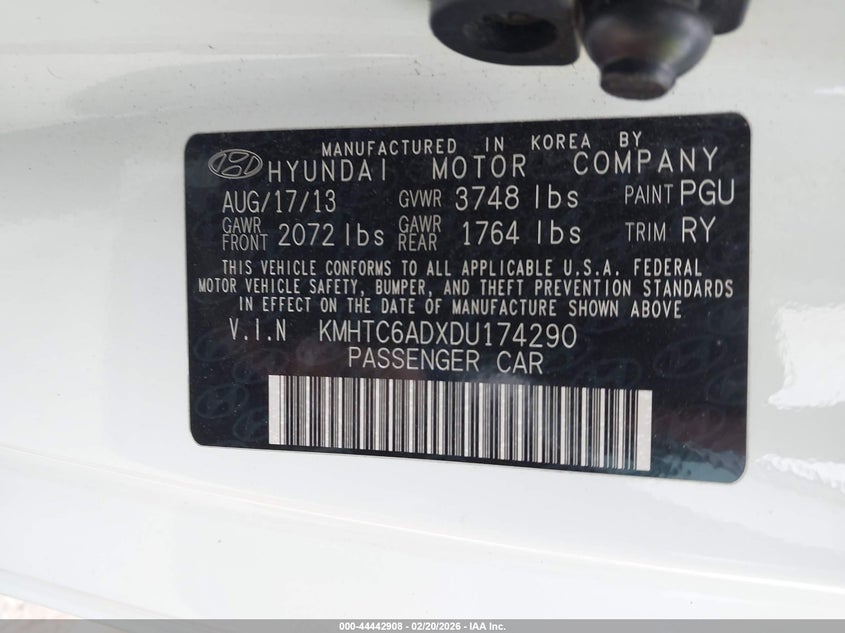 MANUFACTURED IN KOREA BY
HYUNDAI MOTOR COMPANY
AUG/17/13 GVWR 3748 lbs PAINT PGU
GAWR FRONT 2072 lbs GAWR REAR 1764 lbs TRIM RY
THIS VEHICLE CONFORMS TO ALL APPLICABLE U.S.A. FEDERAL
MOTOR VEHICLE SAFETY, BUMPER, AND THEFT PREVENTION STANDARDS
IN EFFECT ON THE DATE OF MANUFACTURE SHOWN ABOVE
V.I.N KMHTC6ADXDU174290
PASSENGER CAR
000-44442908 - 02/20/2026 - IAA Inc.